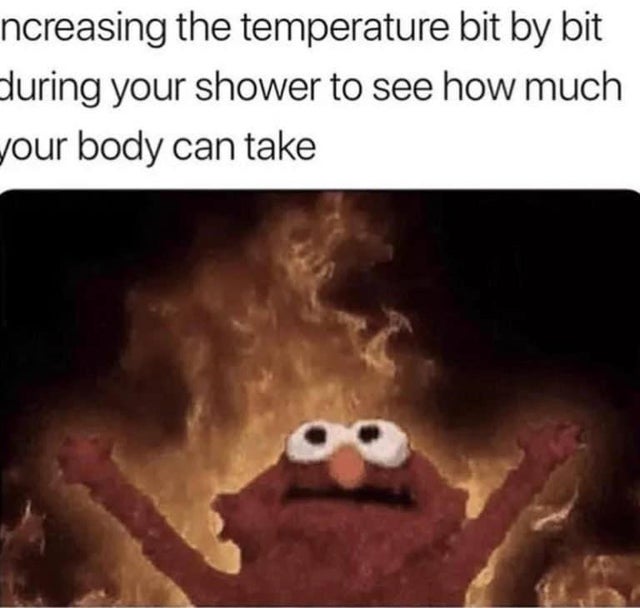 ncreasing the temperature bit by bit
during your shower to see how much
your body can take